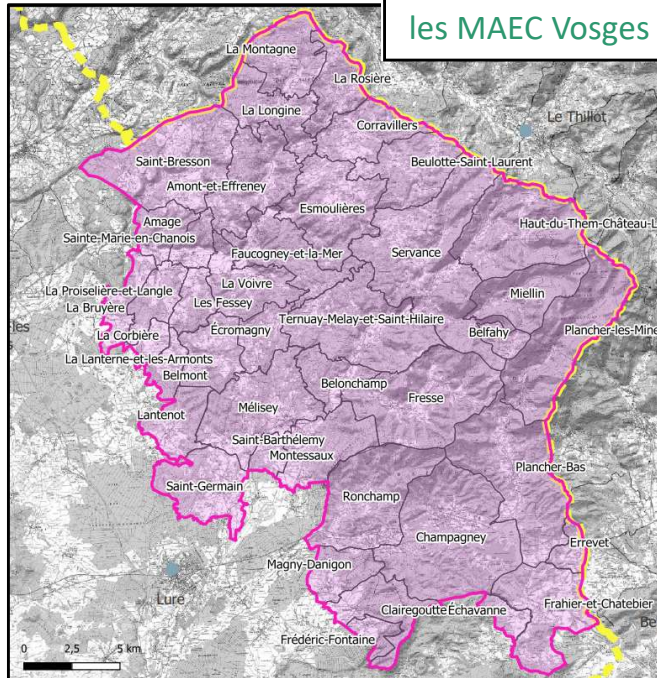 les MAEC Vosges
La Montagne
La Rosière
La Longine
Le Thillot
Corravillers
Saint-Bresson
Beulotte-Saint-Laurent
Amont-et-Effreney
Esmoulières
Amage
Haut-du-Them-Château-L
Sainte-Marie-en-Chanois
Faucogney-et-la-Mer
Servance
La Voivre
La Proiselière-et-Langle
Miellin
La Bruyère
Les Fessey
les
Écromagny
Ternuay-Melay-et-Saint-Hilaire
La Corbière
Belfahy
Plancher-les-Mine
La Lanterne-et-les-Armonts
Belmont
Belonchamp
Fresse
Lantenot
Mélisey
Saint-Barthélemy
Montessaux
Plancher-Bas
Saint-Germain
Ronchamp
Champagney
Errevet
Magny-Danigon
Lure
Clairegoutte
Échavanne
Frahier-et-Chatebier
Be
Frédéric-Fontaine
0 2,5 5 km